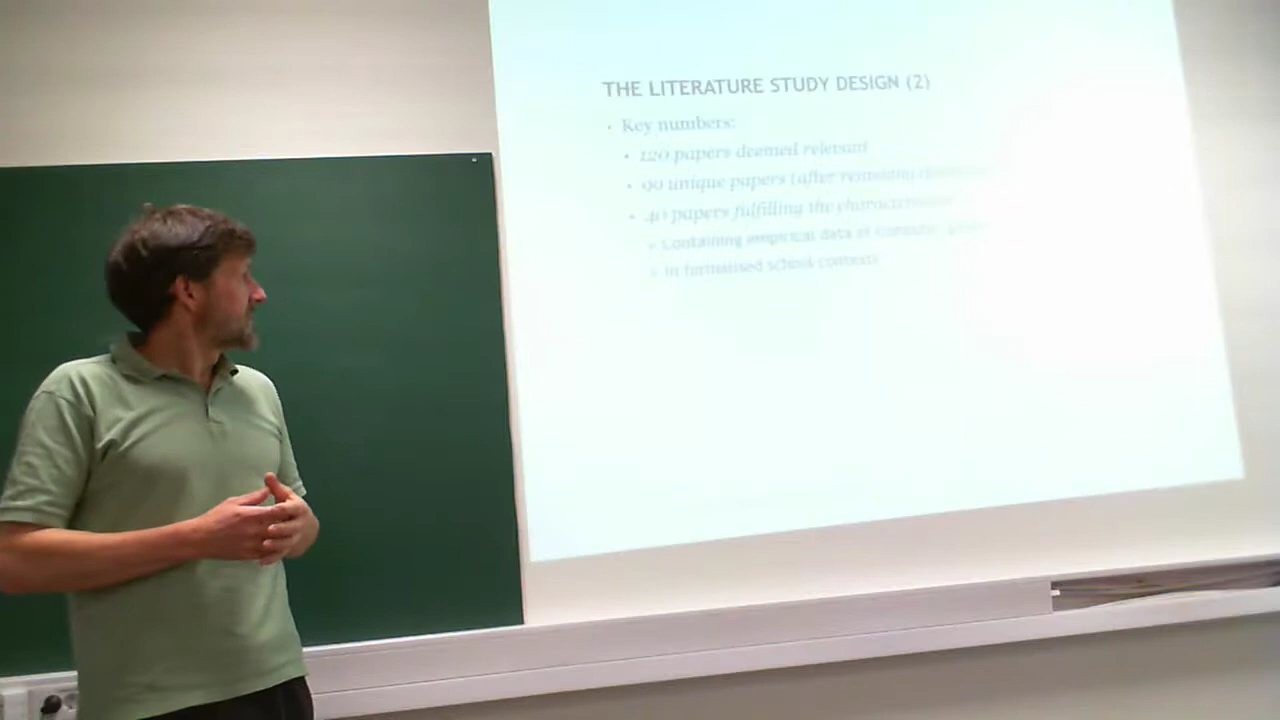 THE LITERATURE STUDY DESIGN (2)
• Key numbers:
• 120 papers deemed relevant
• 90 unique papers (after removing
• 40 papers fulfilling the
Containing empirical data
In formalised school contexts